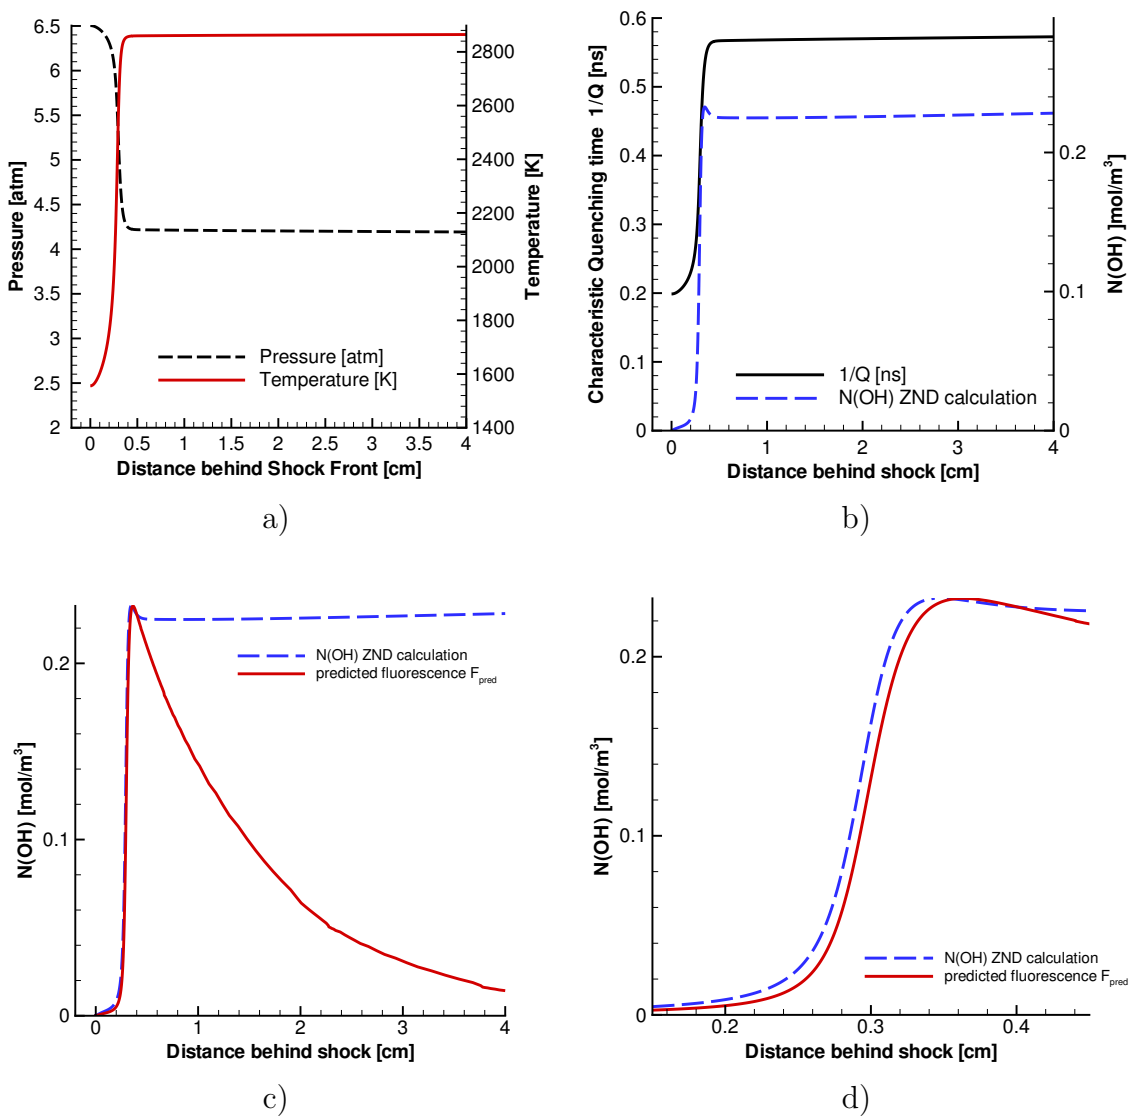 6.5
6
5.5
5
4.5
4
3.5
3
2.5
2
Pressure [atm]
2800
2600
2400
2200
2000
1800
1600
1400
Temperature [K]
Pressure [atm]
Temperature [K]
0 0.5 1 1.5 2 2.5 3 3.5 4
Distance behind Shock Front [cm]
a)
0.6
0.5
0.4
0.3
0.2
0.1
0
Characteristic Quenching time 1/Q [ns]
0.2
0.1
0
N(OH) [mol/m³]
1/Q [ns]
N(OH) ZND calculation
0 1 2 3 4
Distance behind shock [cm]
b)
0.2
0.1
0
N(OH) [mol/m³]
N(OH) ZND calculation
predicted fluorescence F_pred
0 1 2 3 4
Distance behind shock [cm]
c)
0.2
0.1
0
N(OH) [mol/m³]
N(OH) ZND calculation
predicted fluorescence F_pred
0.2 0.3 0.4
Distance behind shock [cm]
d)